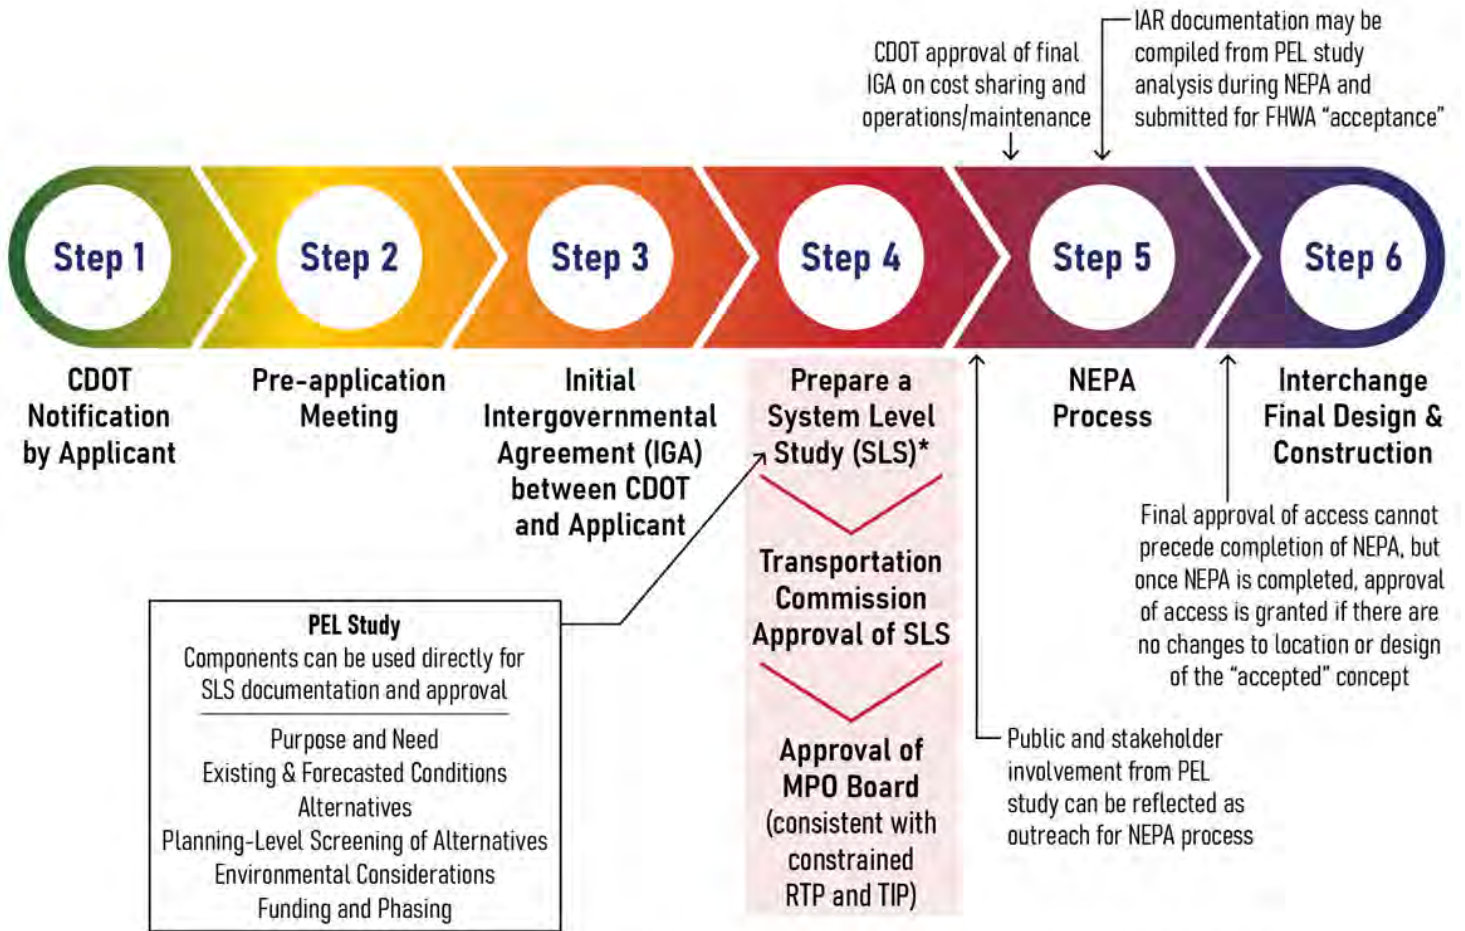 CDOT approval of final
IGA on cost sharing and
operations/maintenance
IAR documentation may be
compiled from PEL study
analysis during NEPA and
submitted for FHWA “acceptance”
Step 1
Step 2
Step 3
Step 4
Step 5
Step 6
CDOT
Notification
by Applicant
Pre-application
Meeting
Initial
Intergovernmental
Agreement (IGA)
between CDOT
and Applicant
Prepare a
System Level
Study (SLS)*
Transportation
Commission
Approval of SLS
Approval of
MPO Board
(consistent with
constrained
RTP and TIP)
NEPA
Process
Interchange
Final Design &
Construction
Final approval of access cannot
precede completion of NEPA, but
once NEPA is completed, approval
of access is granted if there are
no changes to location or design
of the “accepted” concept
Public and stakeholder
involvement from PEL
study can be reflected as
outreach for NEPA process
PEL Study
Components can be used directly for
SLS documentation and approval
Purpose and Need
Existing & Forecasted Conditions
Alternatives
Planning-Level Screening of Alternatives
Environmental Considerations
Funding and Phasing